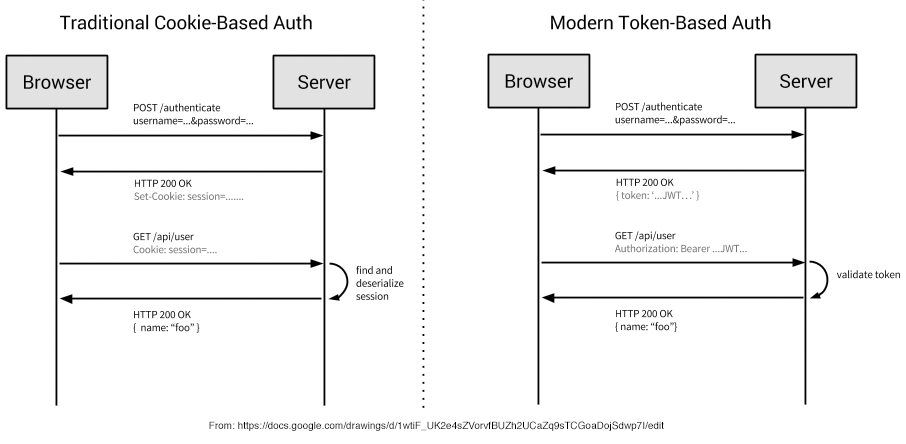 Traditional Cookie-Based Auth
Browser
Server
POST /authenticate
username=...&password=...
HTTP 200 OK
Set-Cookie: session=.......
GET /api/user
Cookie: session=....
find and
deserialize
session
HTTP 200 OK
{ name: “foo” }
Modern Token-Based Auth
Browser
Server
POST /authenticate
username=...&password=...
HTTP 200 OK
{ token: ‘...JWT...’ }
GET /api/user
Authorization: Bearer ...JWT...
validate token
HTTP 200 OK
{ name: “foo”}
From: https://docs.google.com/drawings/d/1wtiF_UK2e4sZVorvfBUZh2UCaZq9sTCGoaDojSdwp7I/edit